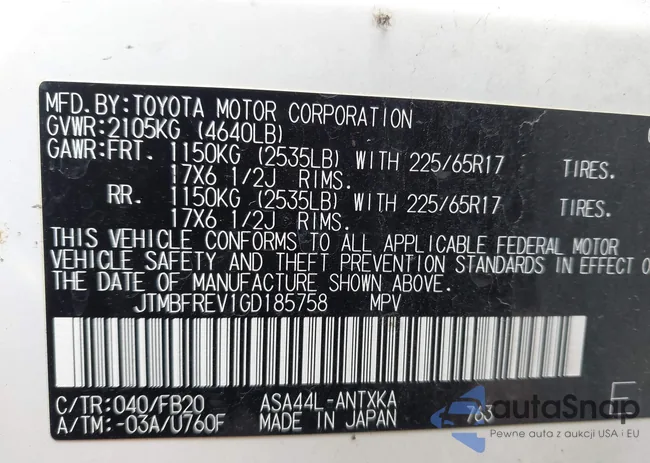 MFD.BY:TOYOTA MOTOR CORPORATION
GVWR:2105KG (4640LB)
GAWR:FRT. 1150KG (2535LB) WITH 225/65R17 TIRES.
17X6 1/2J RIMS.
RR. 1150KG (2535LB) WITH 225/65R17 TIRES.
17X6 1/2J RIMS.
THIS VEHICLE CONFORMS TO ALL APPLICABLE FEDERAL MOTOR
VEHICLE SAFETY AND THEFT PREVENTION STANDARDS IN EFFECT O
THE DATE OF MANUFACTURE SHOWN ABOVE.
JTMBFREV1GD185758 MPV
C/TR:040/FB20 ASA44L-ANTXKA 763
A/TM:-03A/U760F MADE IN JAPAN
autaSnap
Pewne auta z aukcji USA i EU